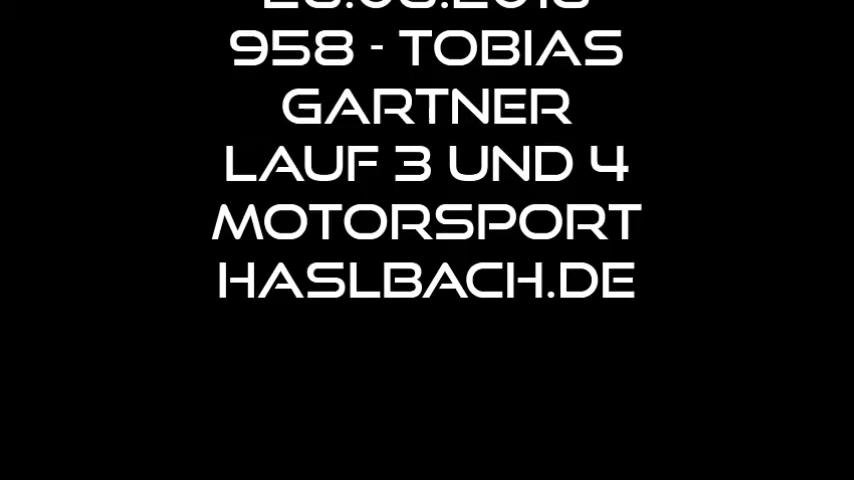 958 - TOBIAS
GARTNER
LAUF 3 UND 4
MOTORSPORT
HASLBACH.DE